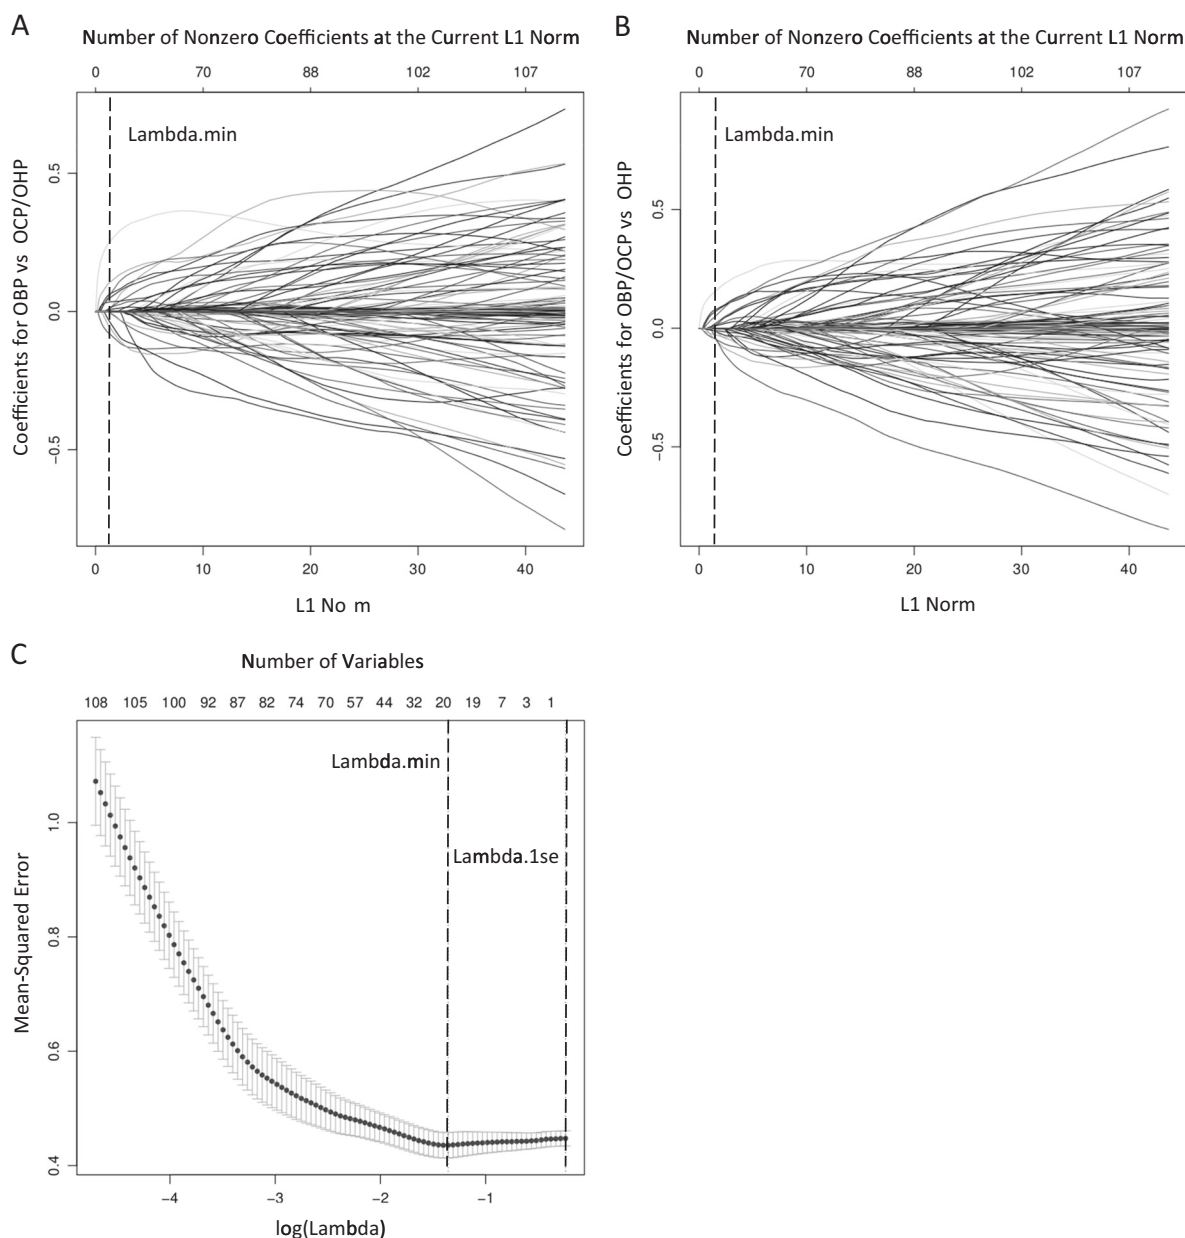 A
Number of Nonzero Coefficients at the Current L1 Norm
0 70 88 102 107
Lambda.min
Coefficients for OBP vs OCP/OHP
0.5
0.0
−0.5
0 10 20 30 40
L1 No m
B
Number of Nonzero Coefficients at the Current L1 Norm
0 70 88 102 107
Lambda.min
Coefficients for OBP/OCP vs OHP
0.5
0.0
−0.5
0 10 20 30 40
L1 Norm
C
Number of Variables
108 105 100 92 87 82 74 70 57 44 32 20 19 7 3 1
Lambda.min
Lambda.1se
Mean-Squared Error
1.0
0.8
0.6
0.4
−4 −3 −2 −1
log(Lambda)